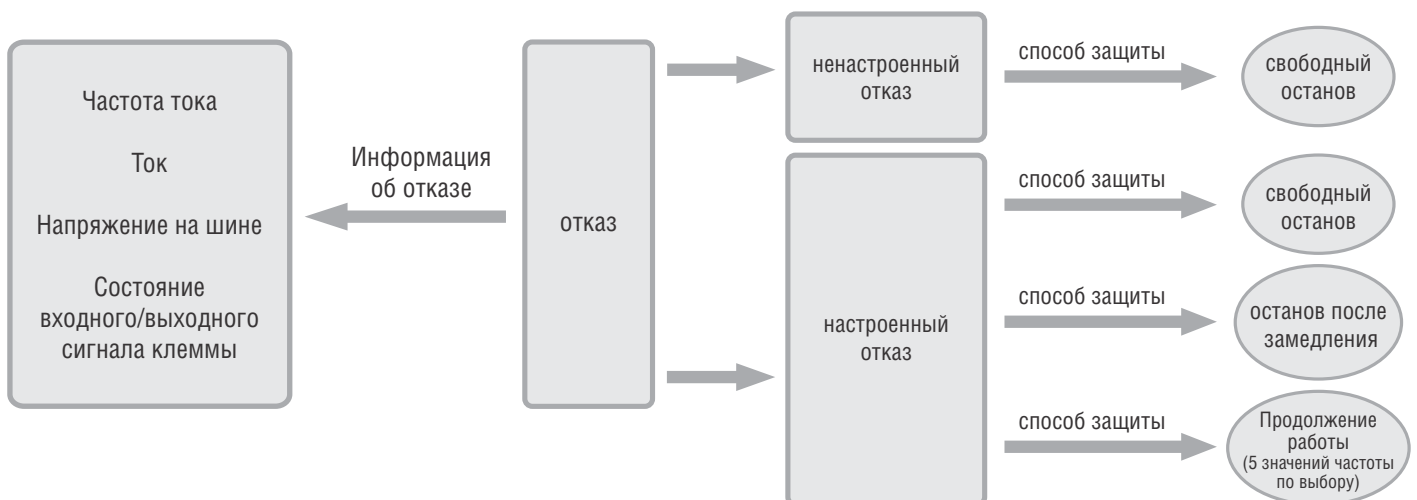 Частота тока
Ток
Напряжение на шине
Состояние
входного/выходного
сигнала клеммы
Информация
об отказе
отказ
ненастроенный
отказ
способ защиты
свободный
останов
настроенный
отказ
способ защиты
свободный
останов
способ защиты
останов после
замедления
способ защиты
Продолжение
работы
(5 значений частоты
по выбору)